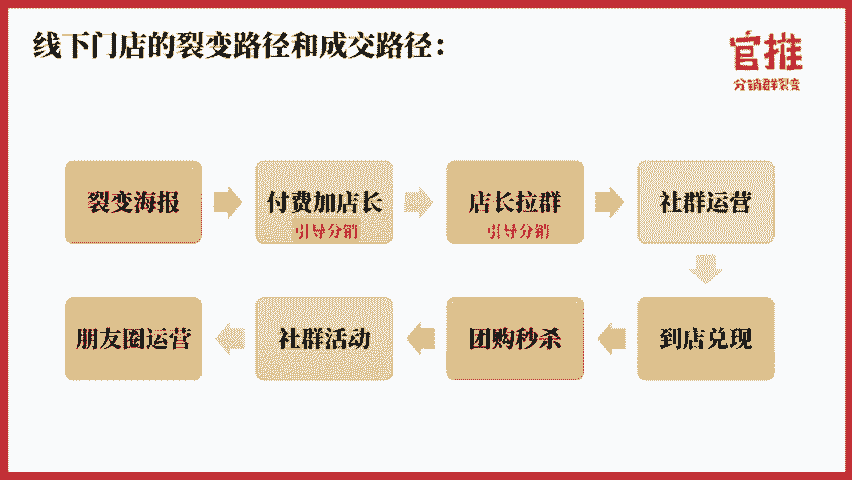 线下门店的裂变路径和成交路径：
官推
分销群裂变
裂变海报
付费加店长
引导分销
店长拉群
引导分销
社群运营
到店兑现
团购秒杀
社群活动
朋友圈运营